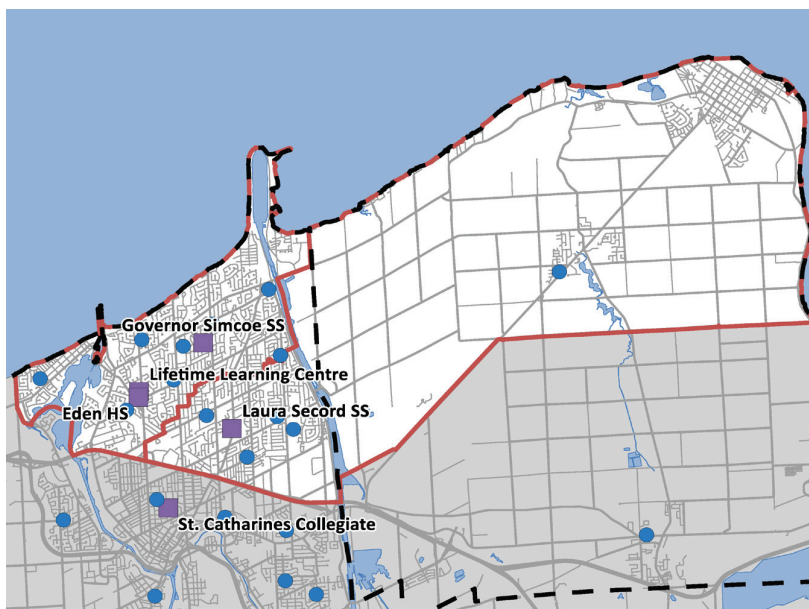 Governor Simcoe SS
Lifetime Learning Centre
Eden HS
Laura Secord SS
St. Catharines Collegiate